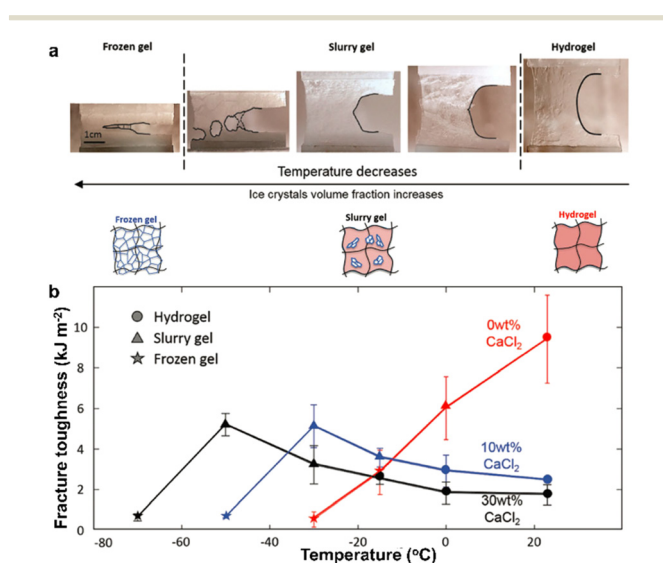 a
Frozen gel
Slurry gel
Hydrogel
1cm
Temperature decreases
Ice crystals volume fraction increases
Frozen gel
Slurry gel
Hydrogel
b
Hydrogel
Slurry gel
Frozen gel
0wt%
CaCl₂
10wt%
CaCl₂
30wt%
CaCl₂
Fracture toughness (kJ m⁻²)
10
8
6
4
2
0
-80
-60
-40
-20
0
20
Temperature (°C)